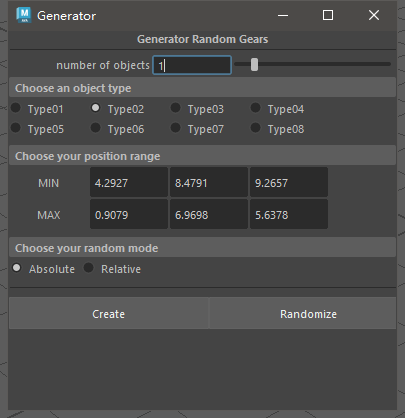 Generator
Generator Random Gears
number of objects 1
Choose an object type
Type01 Type02 Type03 Type04
Type05 Type06 Type07 Type08
Choose your position range
MIN 4.2927 8.4791 9.2657
MAX 0.9079 6.9698 5.6378
Choose your random mode
Absolute Relative
Create Randomize